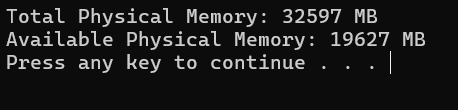 Total Physical Memory: 32597 MB
Available Physical Memory: 19627 MB
Press any key to continue . . .